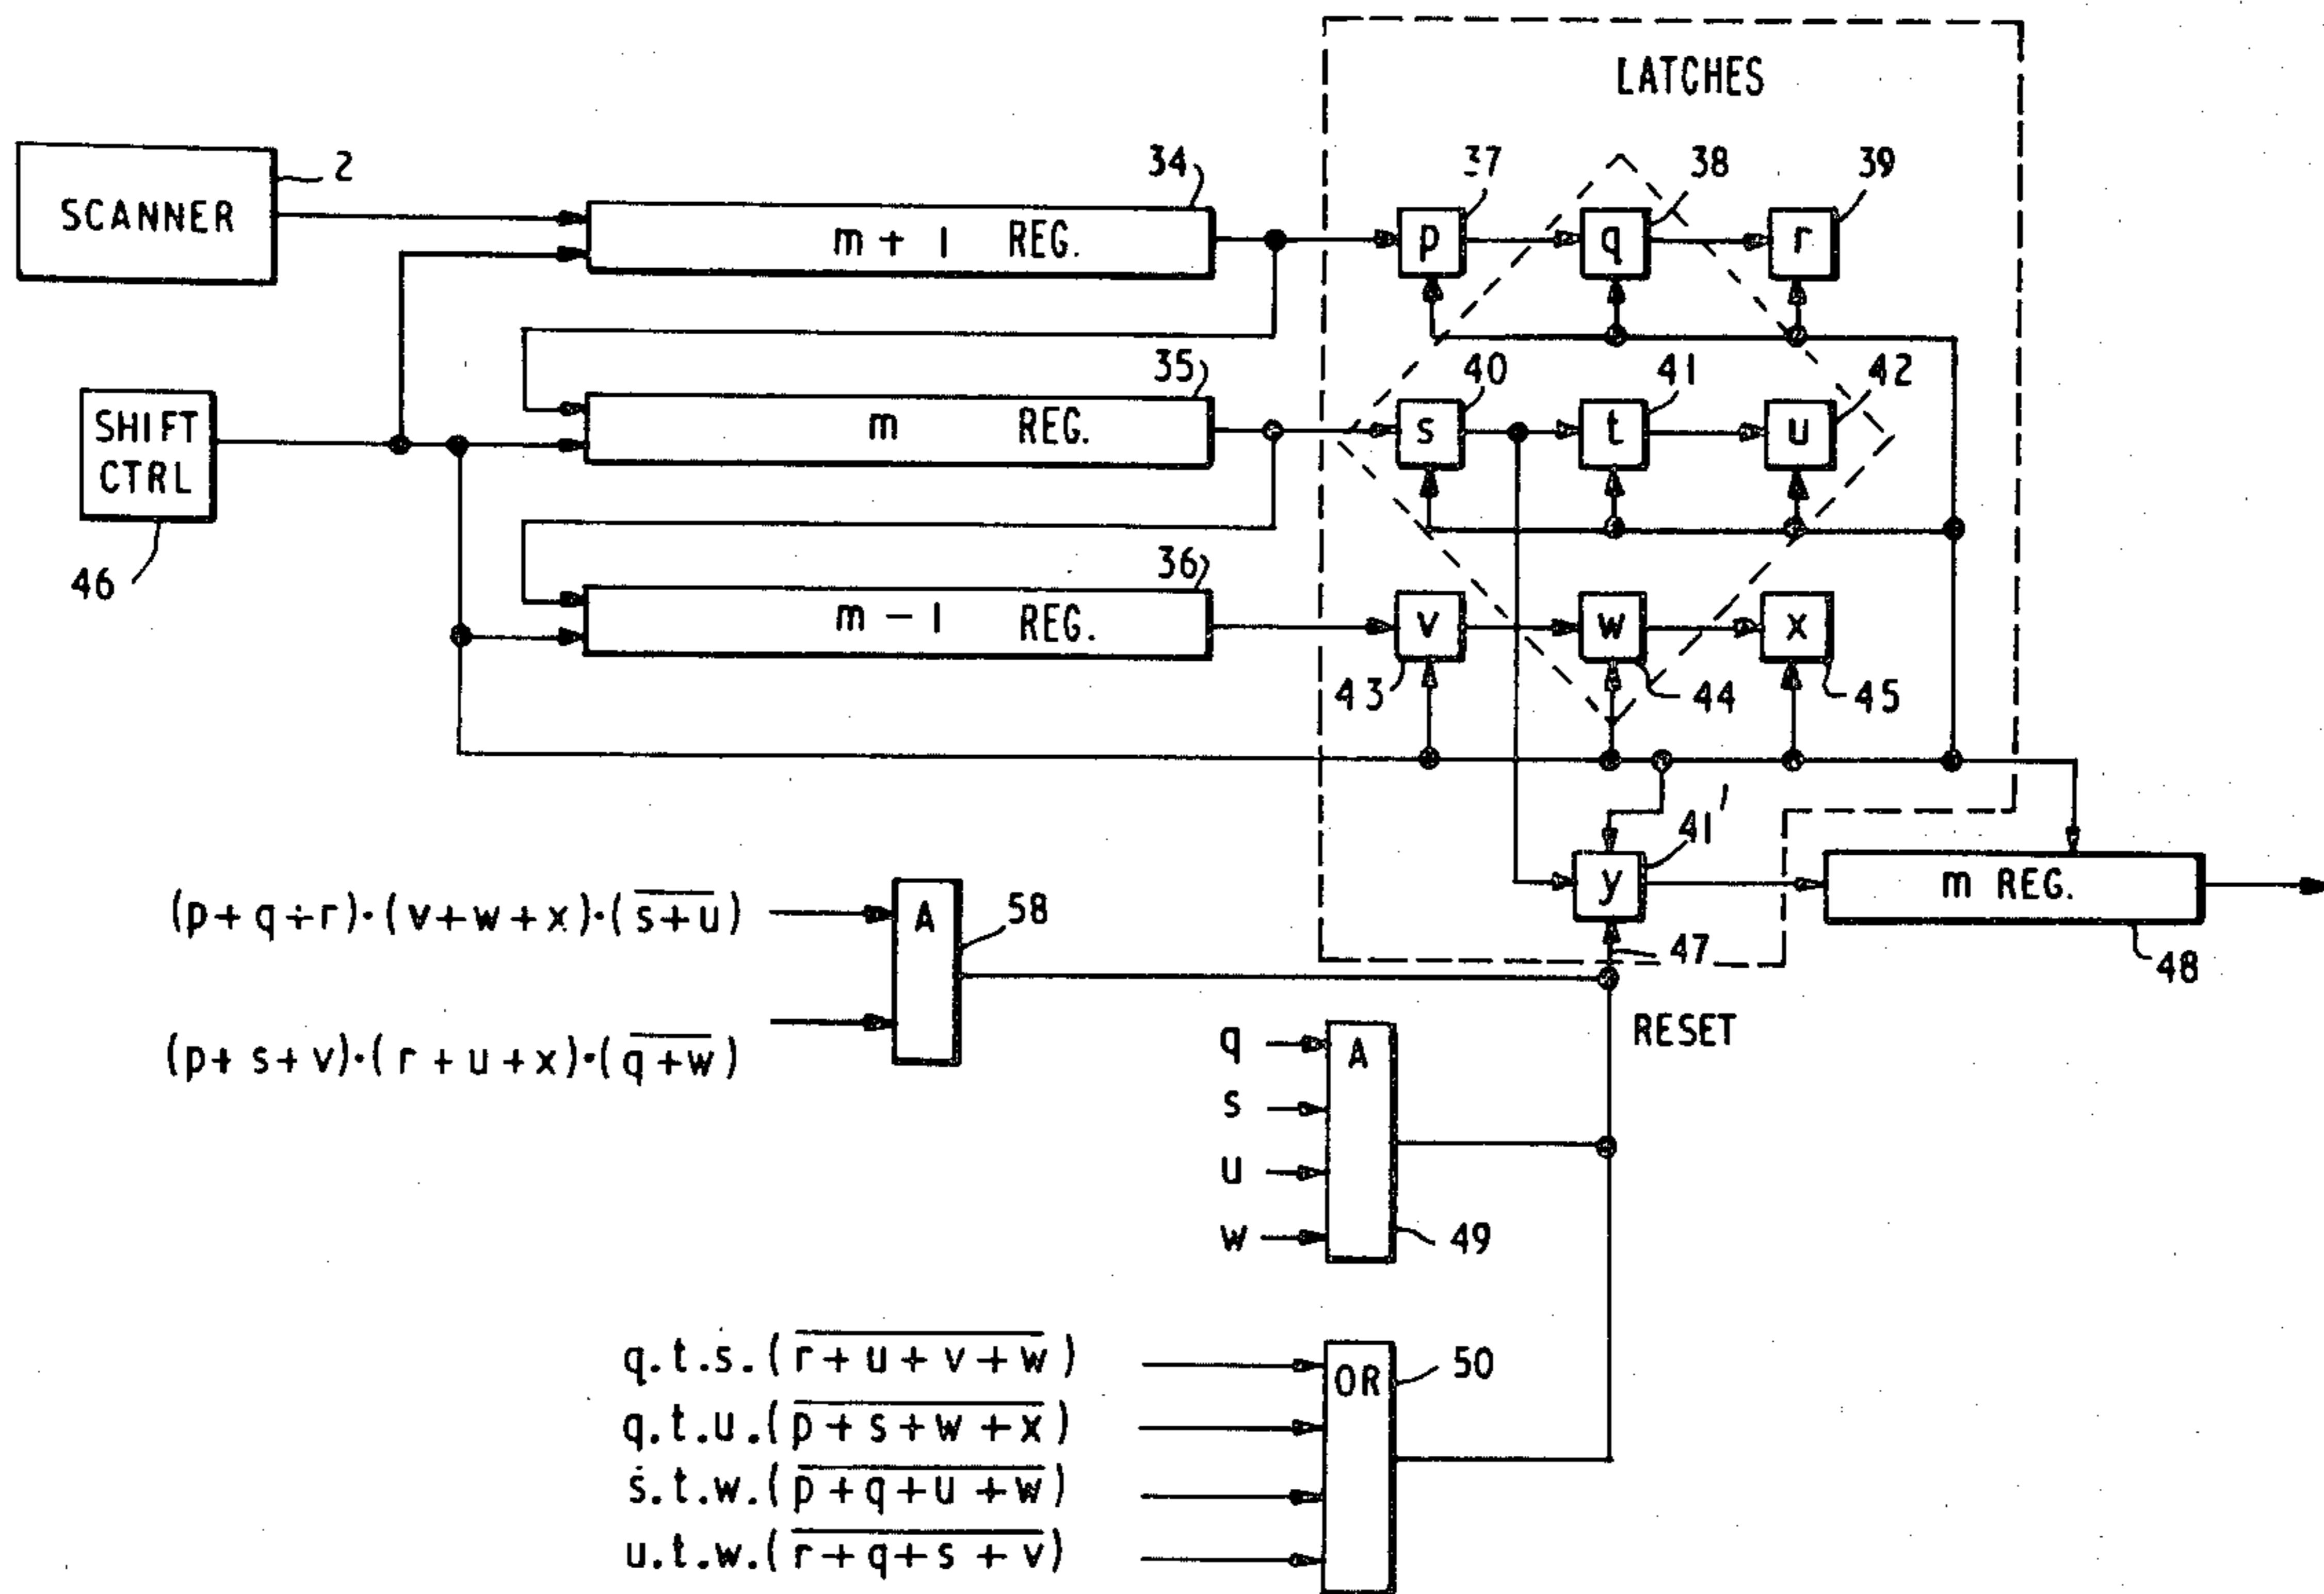 LATCHES
SCANNER
2
34
m + 1 REG.
37
38
39
p
q
r
SHIFT
CTRL
46
35
m REG.
40
41
42
s
t
u
36
m - 1 REG.
v
w
x
43
44
45
41'
y
m REG.
47
48
RESET
(p+q÷r)·(v+w+x)·(s+u)
A
58
(p+s+v)·(r+u+x)·(q+w)
q
s
u
w
A
49
q.t.s.(r+u+v+w)
q.t.u.(p+s+w+x)
s.t.w.(p+q+u+w)
u.t.w.(r+q+s+v)
OR
50